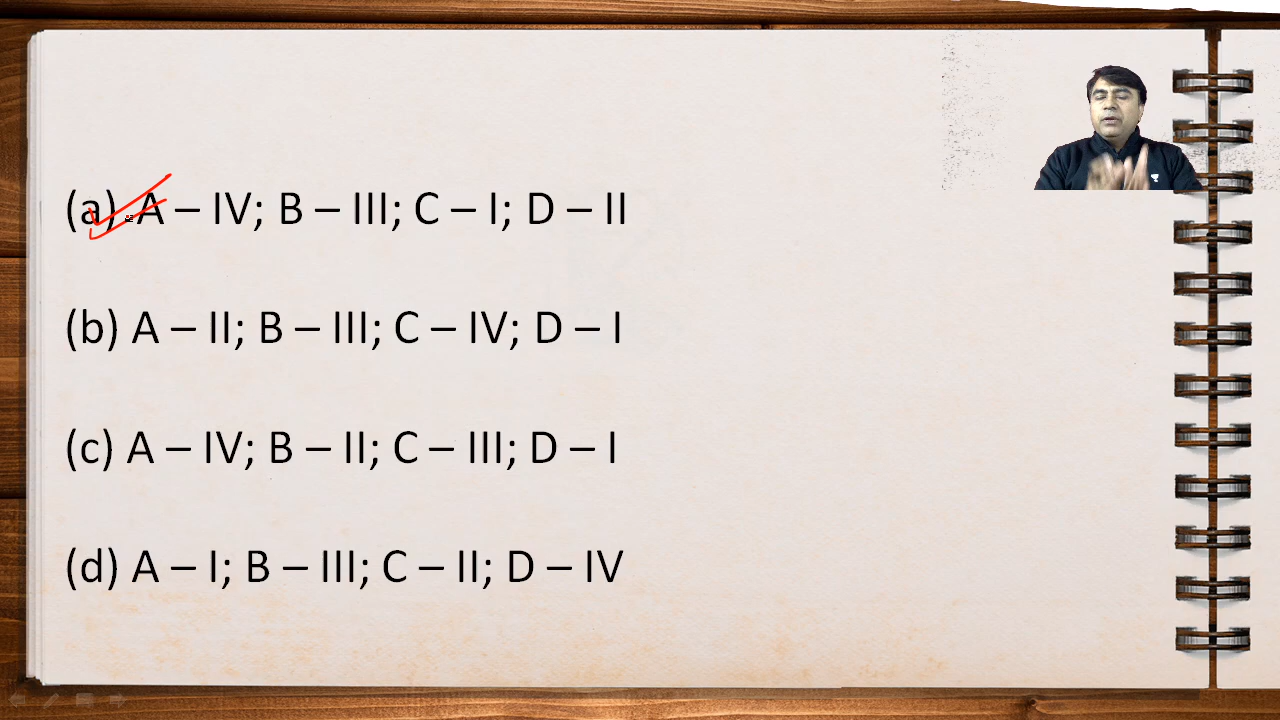 (a) A – IV; B – III; C – I; D – II
(b) A – II; B – III; C – IV; D – I
(c) A – IV; B – II; C – III; D – I
(d) A – I; B – III; C – II; D – IV